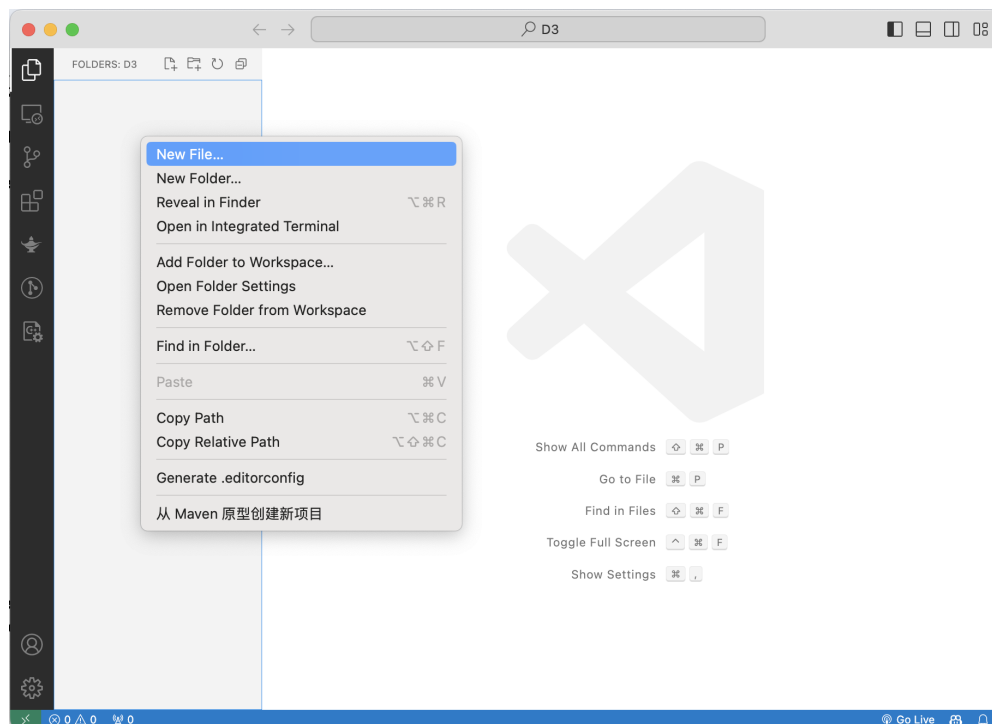 D3
FOLDERS: D3
New File...
New Folder...
Reveal in Finder ⌥⌘R
Open in Integrated Terminal
Add Folder to Workspace...
Open Folder Settings
Remove Folder from Workspace
Find in Folder... ⌥⇧F
Paste ⌘V
Copy Path ⌥⌘C
Copy Relative Path ⌥⇧⌘C
Generate .editorconfig
从 Maven 原型创建新项目
Show All Commands ⇧ ⌘ P
Go to File ⌘ P
Find in Files ⇧ ⌘ F
Toggle Full Screen ^ ⌘ F
Show Settings ⌘ ,
0 0 0 Go Live